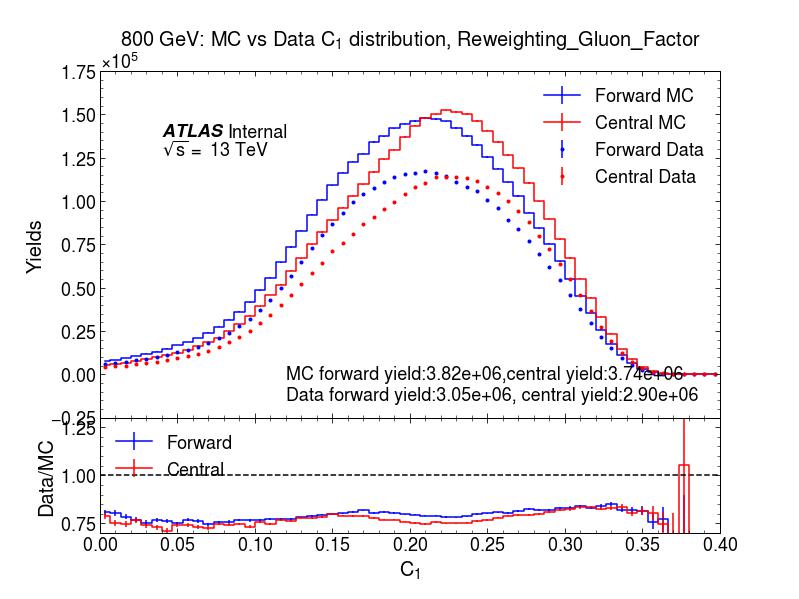 800 GeV: MC vs Data C1 distribution, Reweighting_Gluon_Factor
×10⁵
1.75
1.50
1.25
1.00
0.75
0.50
0.25
0.00
−0.25
Yields
ATLAS Internal
√s = 13 TeV
Forward MC
Central MC
Forward Data
Central Data
MC forward yield:3.82e+06,central yield:3.74e+06
Data forward yield:3.05e+06, central yield:2.90e+06
1.25
1.00
0.75
Data/MC
Forward
Central
0.00 0.05 0.10 0.15 0.20 0.25 0.30 0.35 0.40
C1